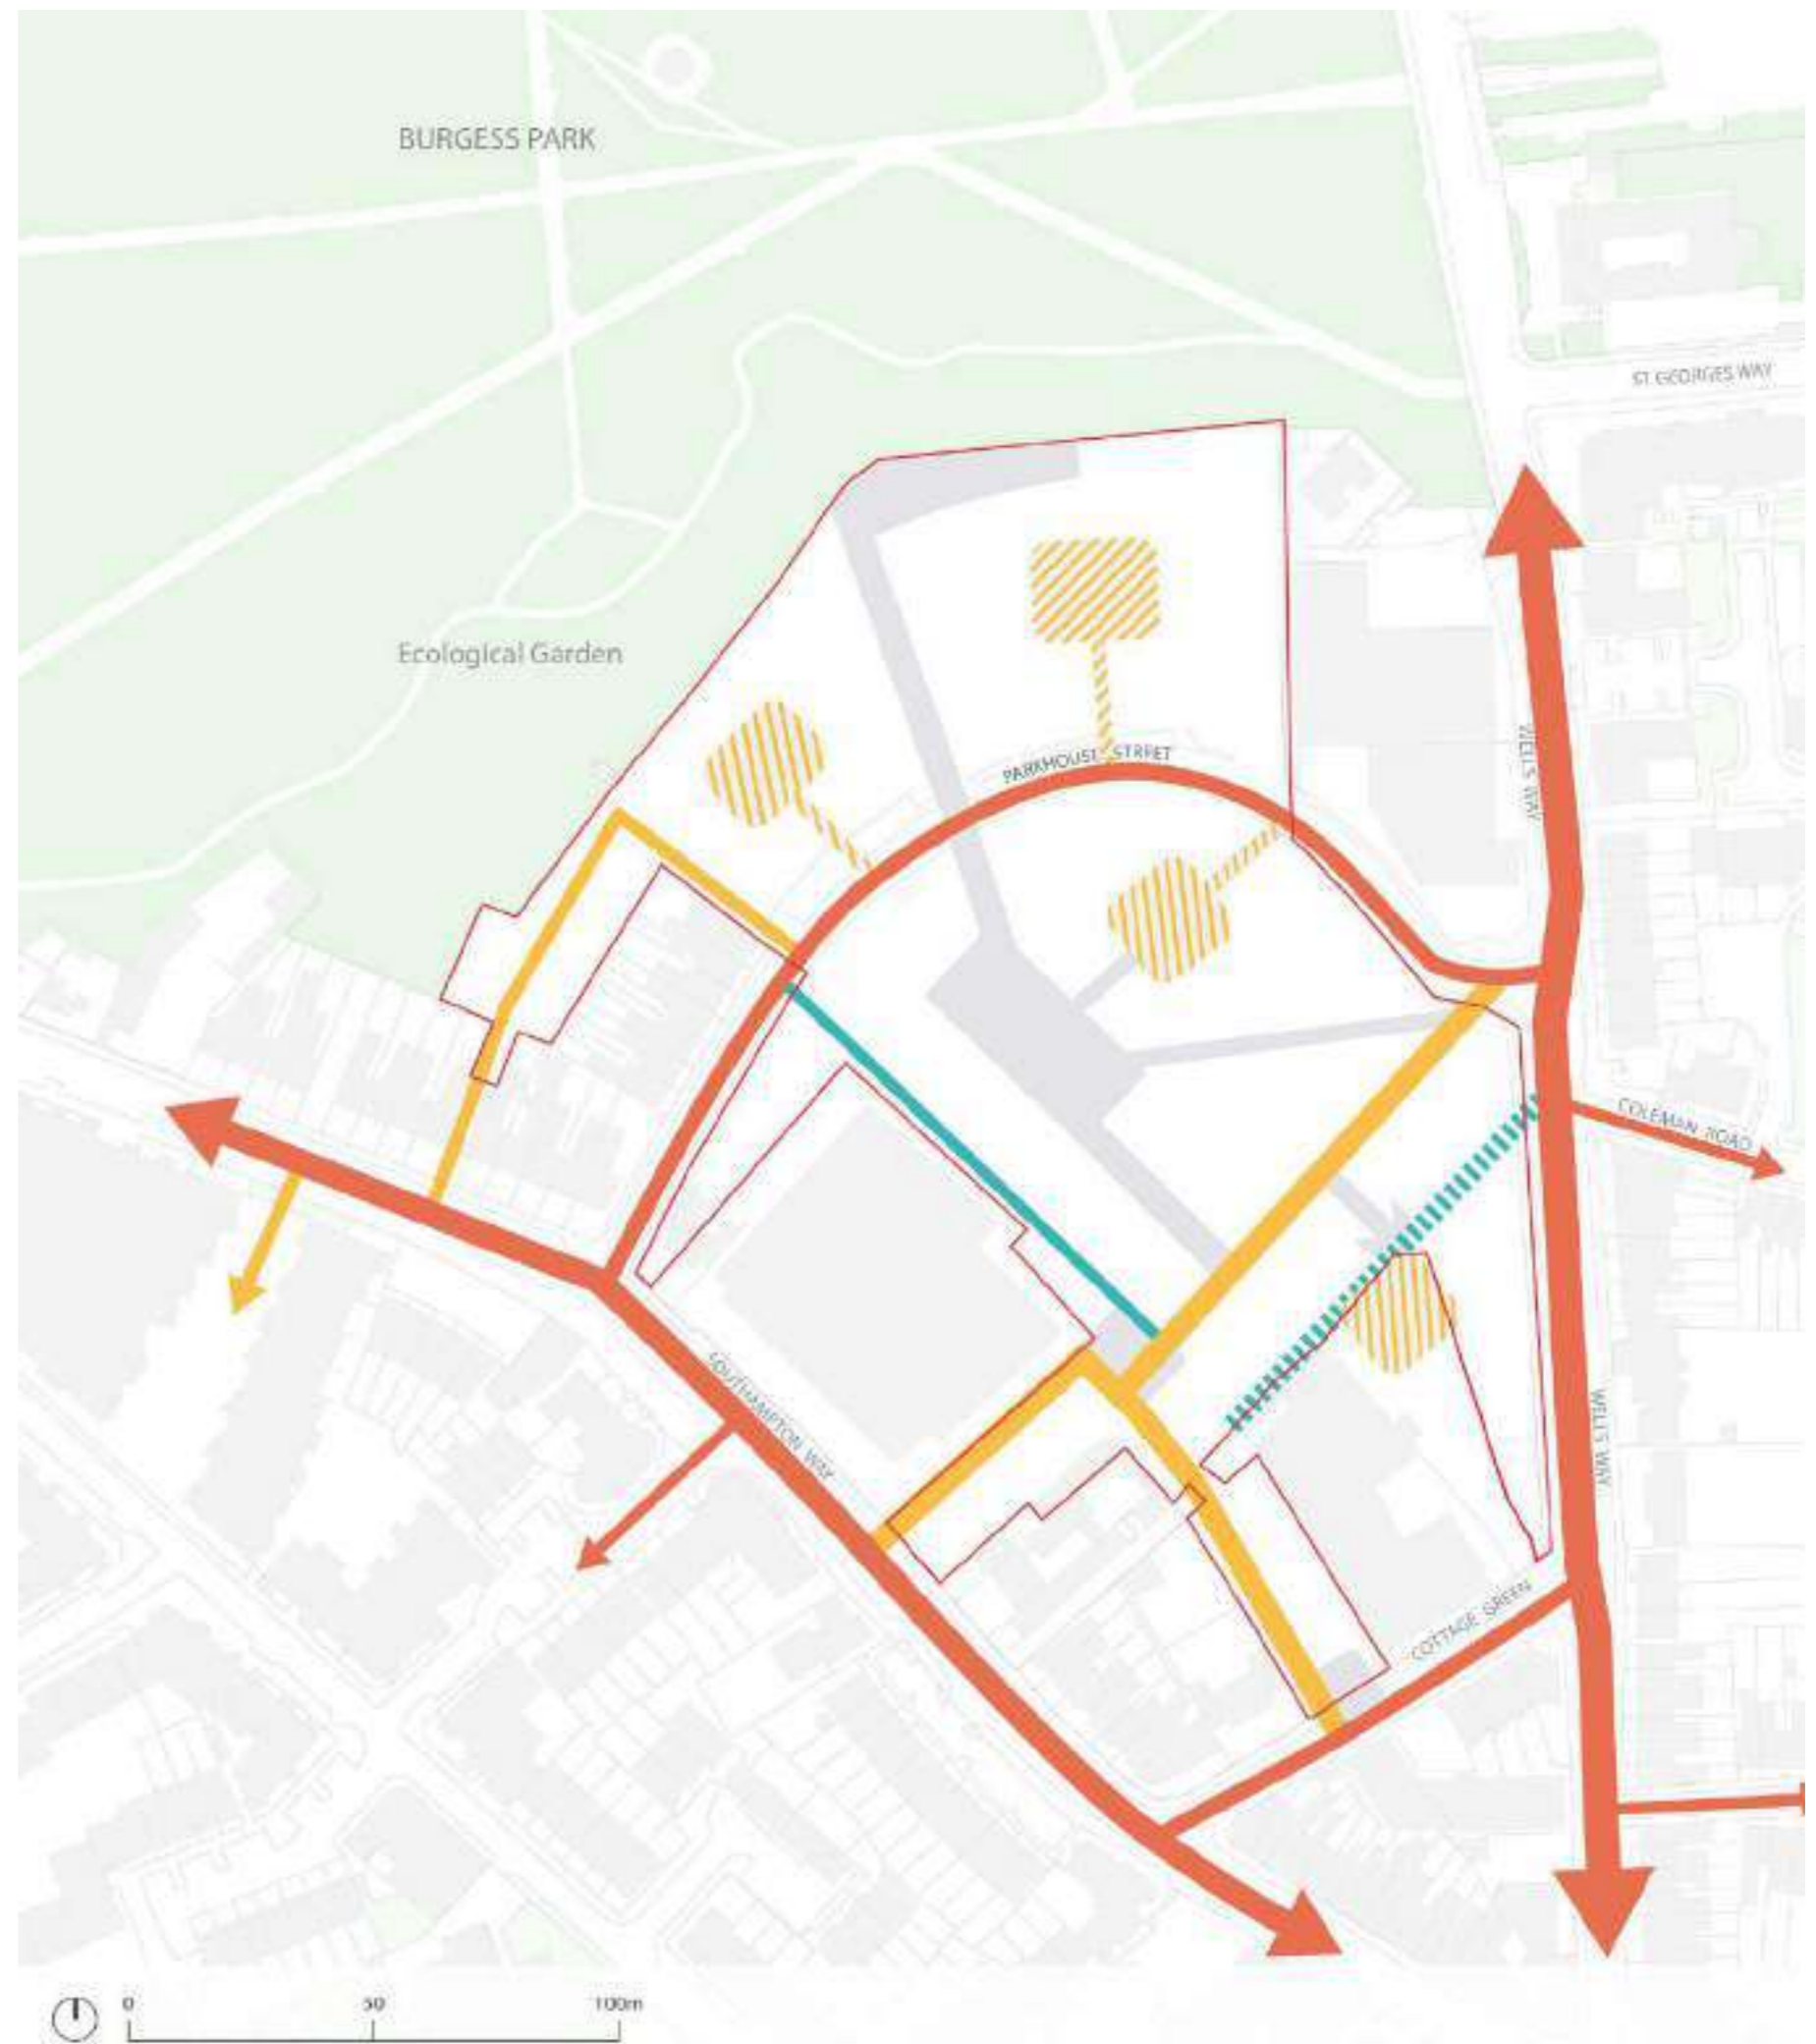 BURGESS PARK
ST GEORGES WAY
Ecological Garden
PARKHOUSE STREET
WELLS WAY
COLEMAN ROAD
SOUTHAMPTON WAY
WELLS WAY
COTTAGE GREEN
0 50 100m